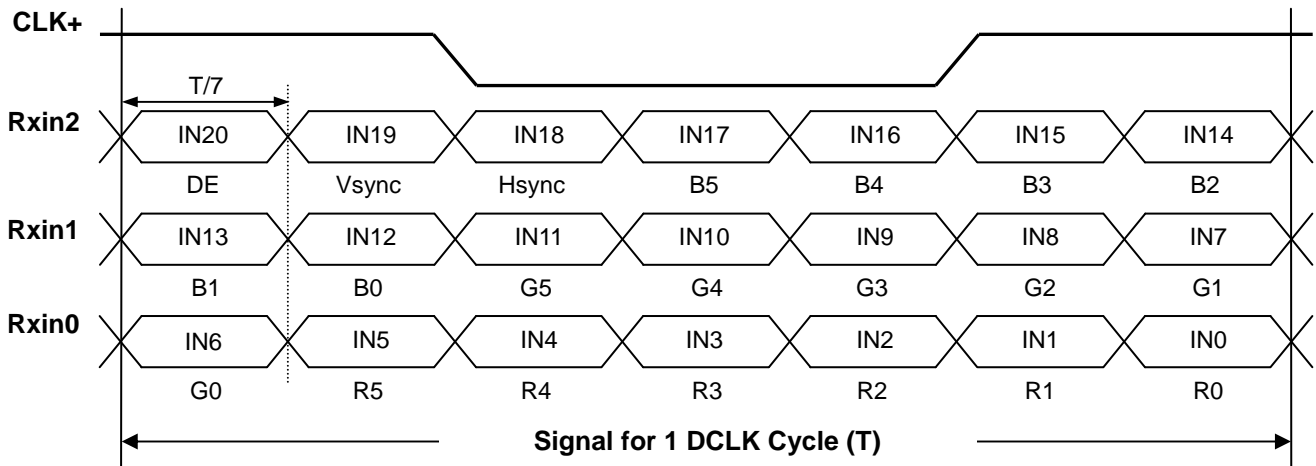 CLK+
T/7
Rxin2 IN20 IN19 IN18 IN17 IN16 IN15 IN14
DE Vsync Hsync B5 B4 B3 B2
Rxin1 IN13 IN12 IN11 IN10 IN9 IN8 IN7
B1 B0 G5 G4 G3 G2 G1
Rxin0 IN6 IN5 IN4 IN3 IN2 IN1 IN0
G0 R5 R4 R3 R2 R1 R0
Signal for 1 DCLK Cycle (T)